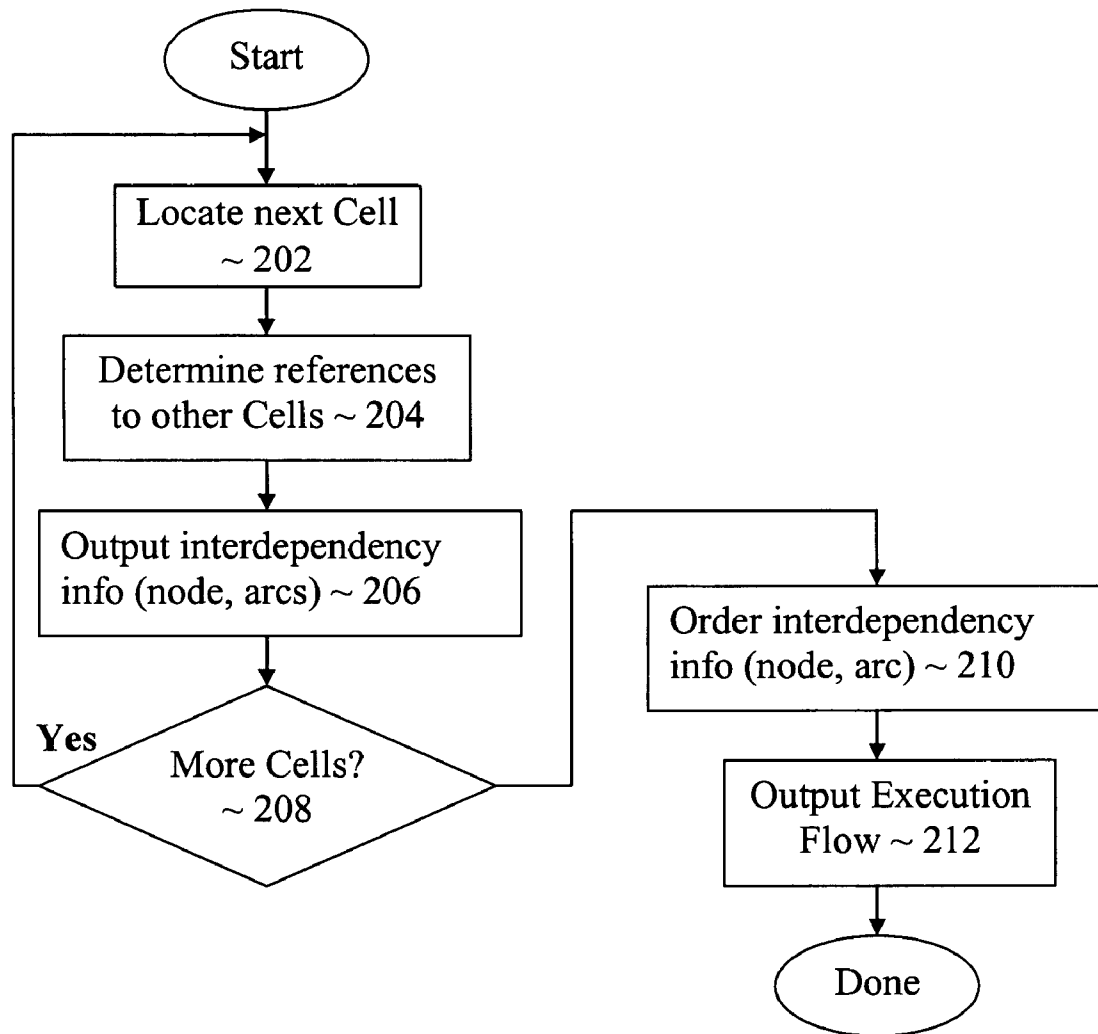 Start
Locate next Cell
~ 202
Determine references
to other Cells ~ 204
Output interdependency
info (node, arcs) ~ 206
Yes
More Cells?
~ 208
Order interdependency
info (node, arc) ~ 210
Output Execution
Flow ~ 212
Done